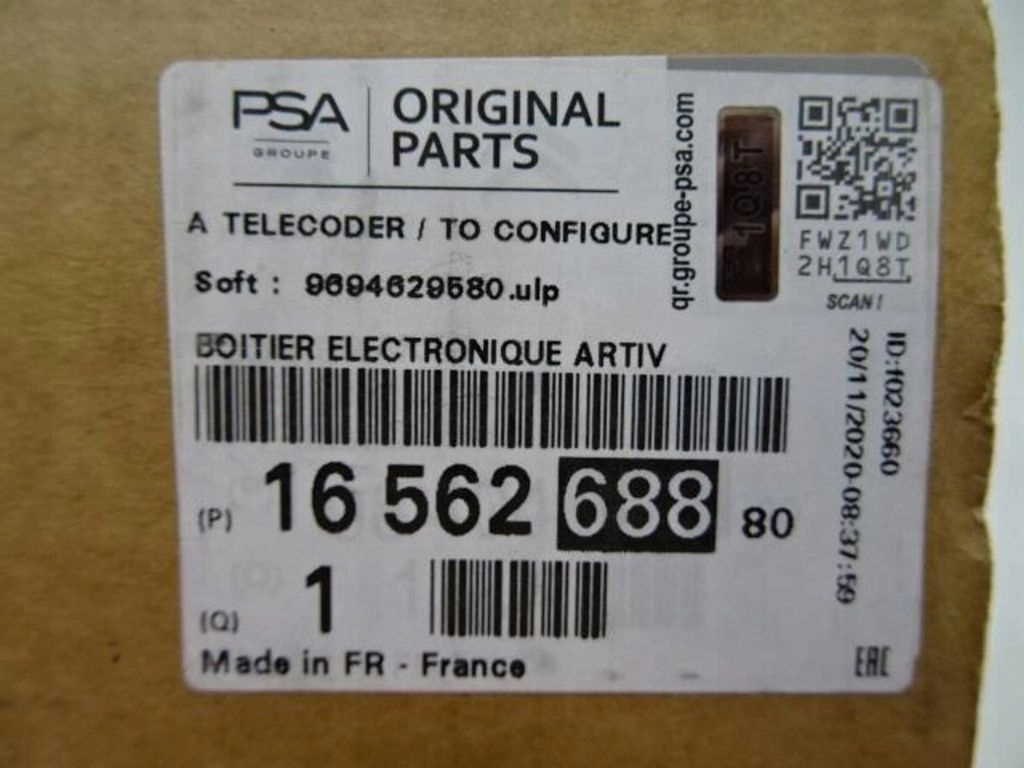 PSA
GROUPE
ORIGINAL
PARTS
A TELECODER / TO CONFIGURE
Soft : 9694629580.ulp
BOITIER ELECTRONIQUE ARTIV
(P) 16 562 688 80
(Q) 1
Made in FR - France
qr.groupe-psa.com
1Q8T
FWZ1WD
2H1Q8T
SCAN!
ID:f023660
20/11/2020-08:37:59
EAC